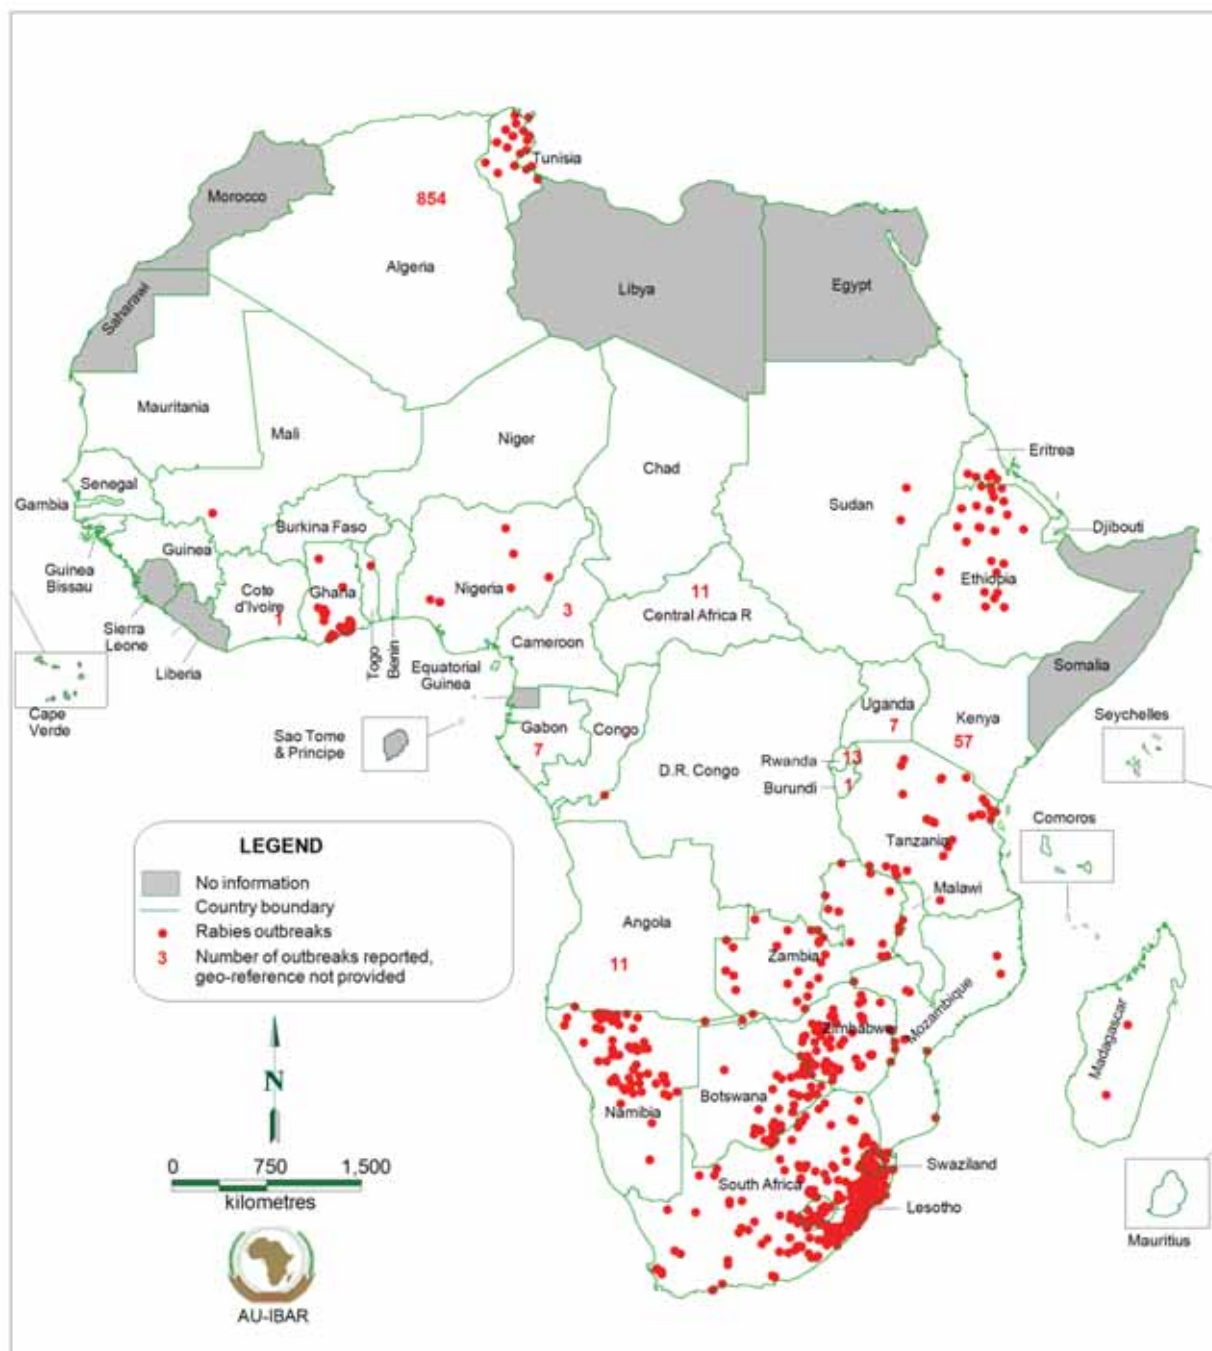 Tunisia
Morocco
854
Algeria
Libya
Egypt
Saharawi
Mauritania
Mali
Niger
Chad
Eritrea
Senegal
Gambia
Sudan
Burkina Faso
Djibouti
Guinea
Guinea
Bissau
Nigeria
Ethiopia
Cote
d'Ivoire
1
Ghana
11
Central Africa R
3
Cameroon
Sierra
Leone
Togo
Benin
Equatorial
Guinea
Liberia
Somalia
Cape
Verde
Uganda
7
Kenya
57
Seychelles
Sao Tome
& Principe
Gabon
7
Congo
Rwanda
13
D.R. Congo
Burundi
1
Comoros
LEGEND
No information
Country boundary
Rabies outbreaks
3 Number of outbreaks reported,
geo-reference not provided
Tanzania
Malawi
Angola
11
Zambia
Mozambique
Zimbabwe
Madagascar
N
Namibia
Botswana
0 750 1,500
kilometres
South Africa
Swaziland
Lesotho
Mauritius
AU-IBAR